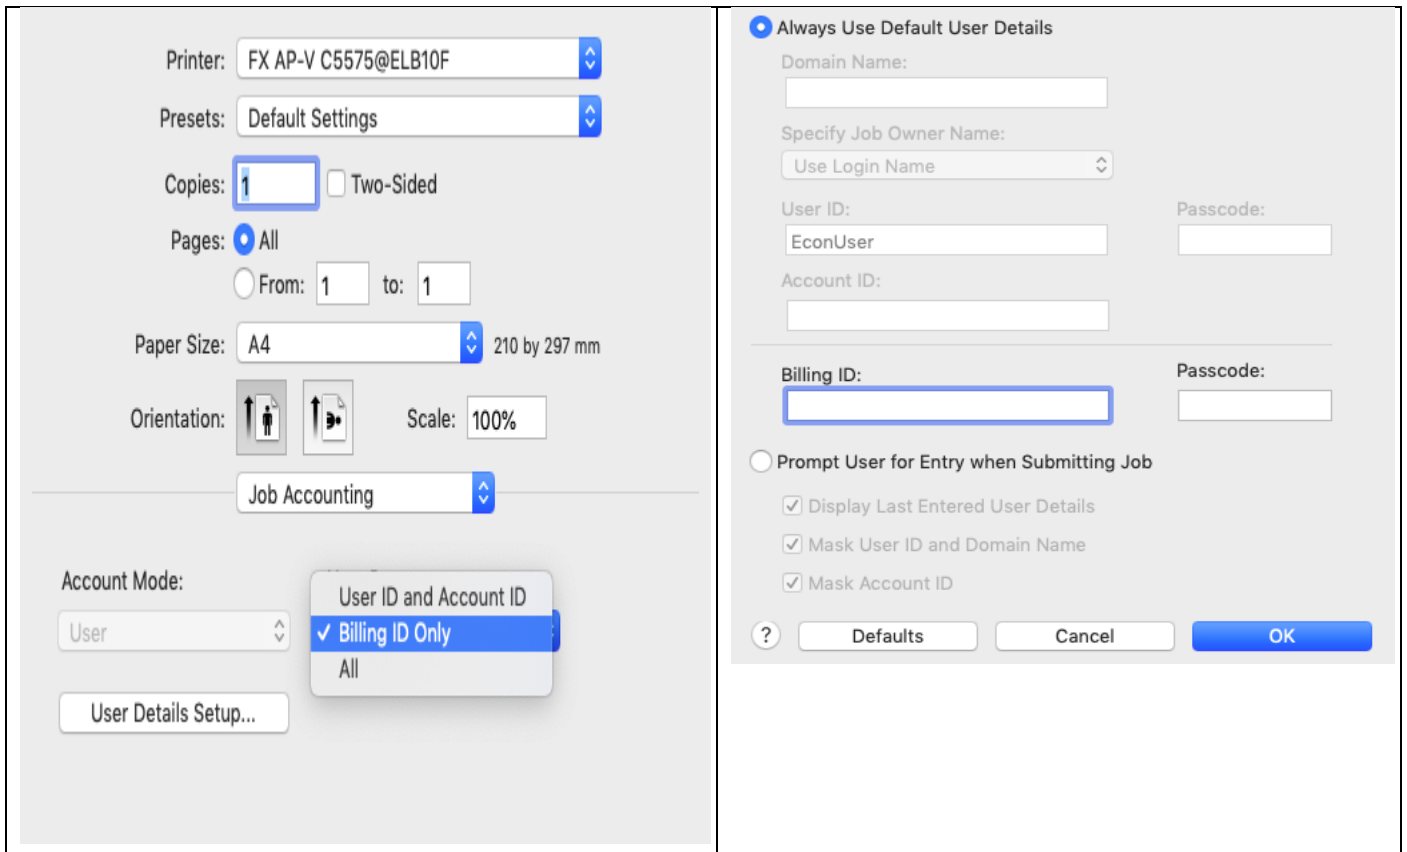 Printer: FX AP-V C5575@ELB10F
Presets: Default Settings
Copies: 1 Two-Sided
Pages: All
From: 1 to: 1
Paper Size: A4 210 by 297 mm
Orientation: Scale: 100%
Job Accounting
Account Mode:
User ID and Account ID
User
✓ Billing ID Only
All
User Details Setup...
Always Use Default User Details
Domain Name:
Specify Job Owner Name:
Use Login Name
User ID: Passcode:
EconUser
Account ID:
Billing ID: Passcode:
Prompt User for Entry when Submitting Job
Display Last Entered User Details
Mask User ID and Domain Name
Mask Account ID
? Defaults Cancel OK